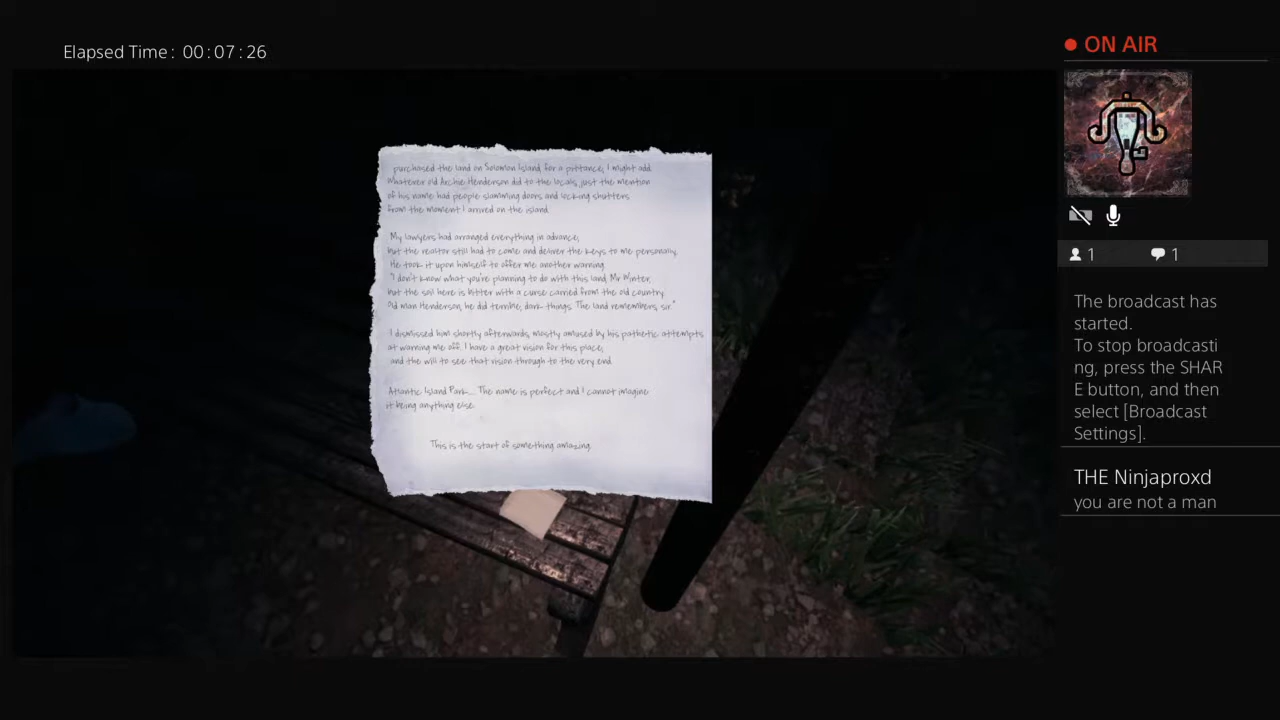 Elapsed Time: 00:07:26
ON AIR
1 1
The broadcast has
started.
To stop broadcasti
ng, press the SHAR
E button, and then
select [Broadcast
Settings].
THE Ninjaproxd
you are not a man
purchased the land on Solomon Island, for a pittance, I might add.
Whatever old Archie Henderson did to the locals, just the mention
of his name had people slamming doors and locking shutters
from the moment I arrived on the island.
My lawyers had arranged everything in advance,
but the realtor still had to come and deliver the keys to me personally.
He took it upon himself to offer me another warning.
"I don't know what you're planning to do with this land, Mr Winter,
but the soil here is bitter with a curse carried from the old country.
Old man Henderson, he did terrible, dark things. The land remembers, sir."
I dismissed him shortly afterwards, mostly amused by his pathetic attempts
at warning me off. I have a great vision for this place,
and the will to see that vision through to the very end.
Atlantic Island Park... The name is perfect and I cannot imagine
it being anything else.
This is the start of something amazing.